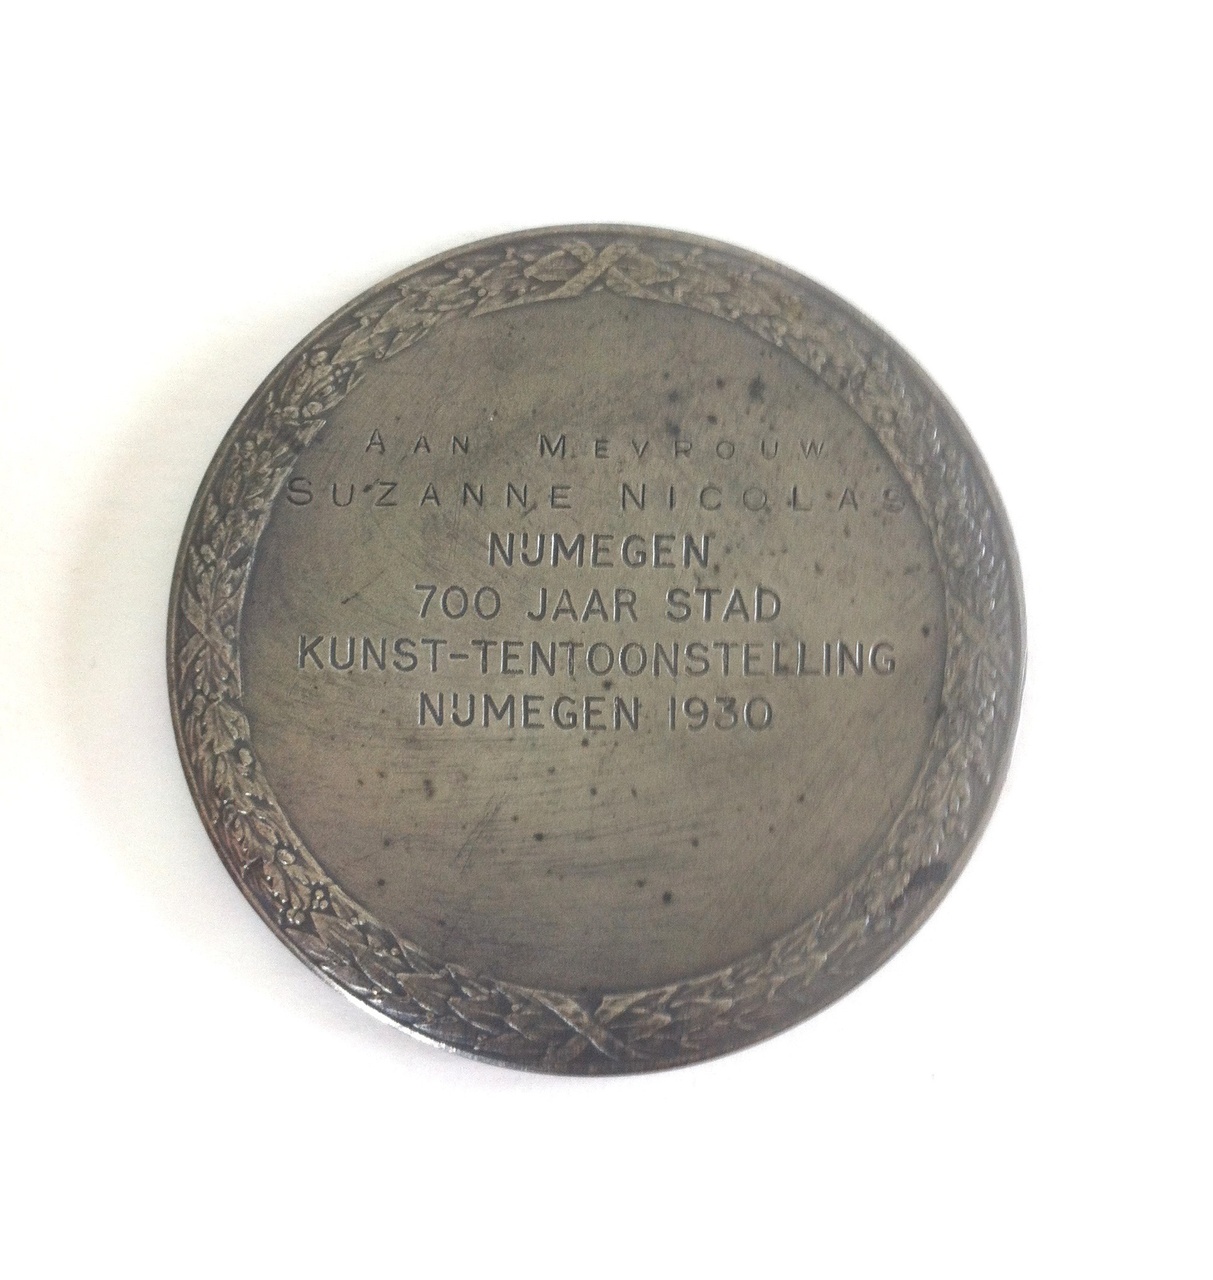 AAN MEVROUW
SUZANNE NICOLAS
NIJMEGEN
700 JAAR STAD
KUNST-TENTOONSTELLING
NIJMEGEN 1930